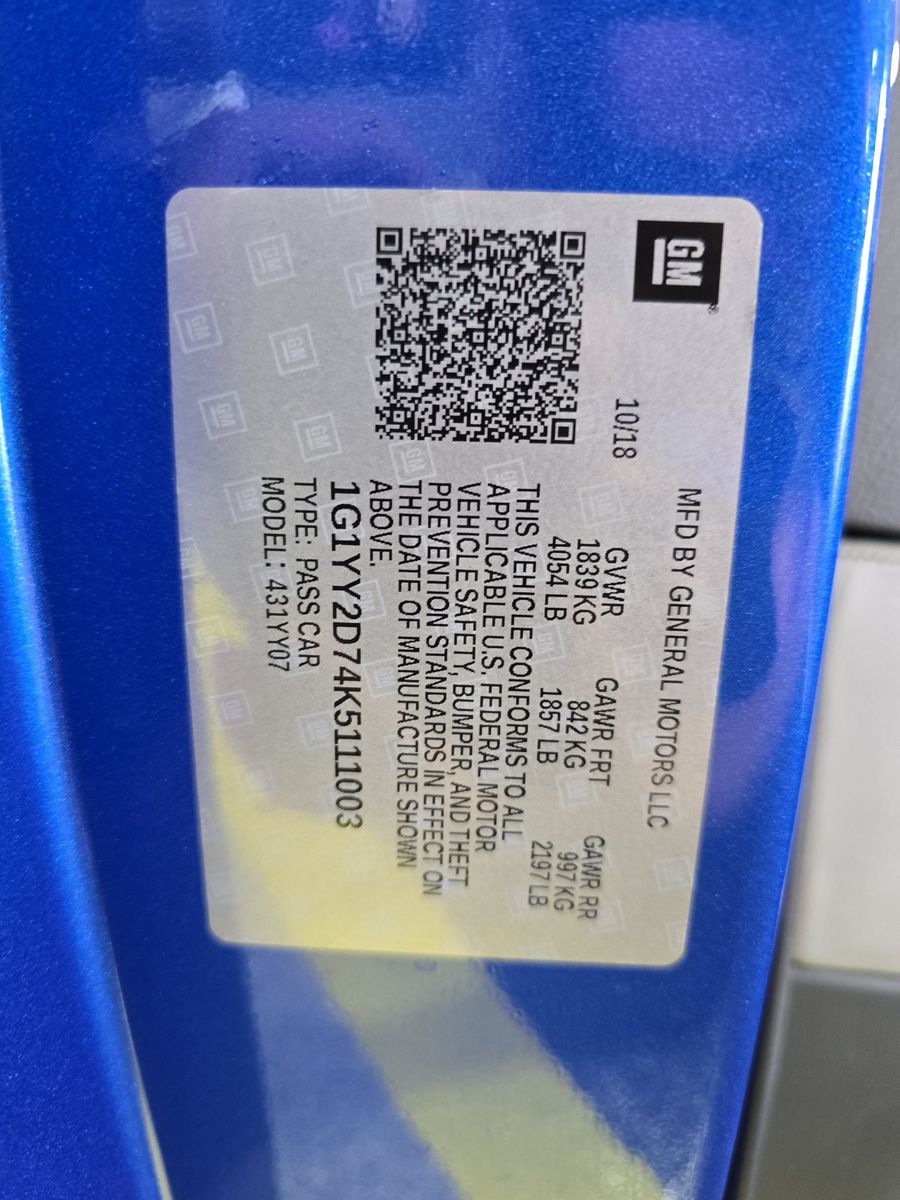 GM
®
10/18
MFD BY GENERAL MOTORS LLC
GVWR GAWR FRT GAWR RR
1839 KG 842 KG 997 KG
4054 LB 1857 LB 2197 LB
THIS VEHICLE CONFORMS TO ALL
APPLICABLE U.S. FEDERAL MOTOR
VEHICLE SAFETY, BUMPER, AND THEFT
PREVENTION STANDARDS IN EFFECT ON
THE DATE OF MANUFACTURE SHOWN
ABOVE.
1G1YY2D74K5111003
TYPE: PASS CAR
MODEL: 431YY07